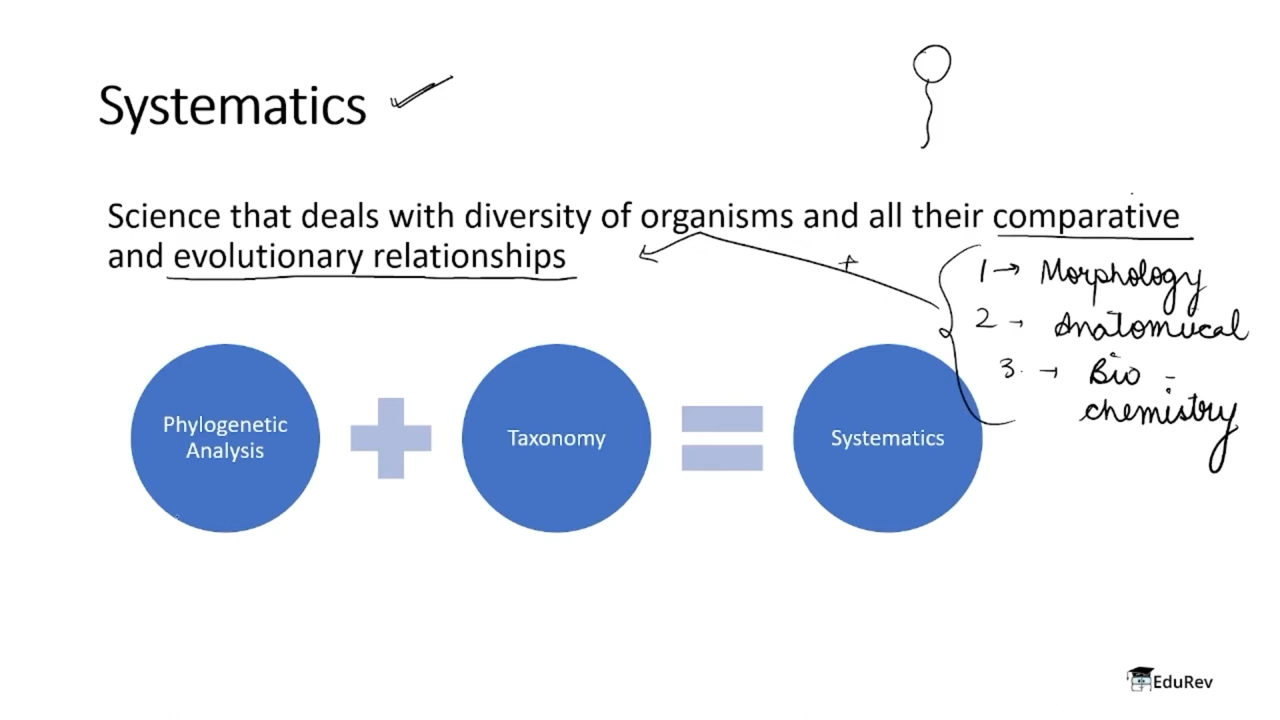 Systematics
Science that deals with diversity of organisms and all their comparative
and evolutionary relationships
1 → Morphology
2 → Anatomical
3. → Bio -
chemistry
Phylogenetic
Analysis
Taxonomy
Systematics
EduRev